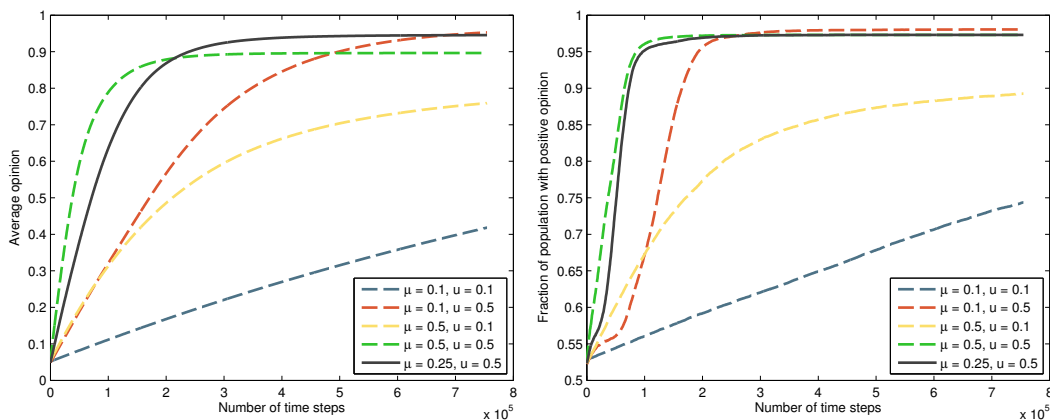 Average opinion
1
0.9
0.8
0.7
0.6
0.5
0.4
0.3
0.2
0.1
0
0 1 2 3 4 5 6 7 8
Number of time steps
x 10^5
μ = 0.1, u = 0.1
μ = 0.1, u = 0.5
μ = 0.5, u = 0.1
μ = 0.5, u = 0.5
μ = 0.25, u = 0.5
Fraction of population with positive opinion
1
0.95
0.9
0.85
0.8
0.75
0.7
0.65
0.6
0.55
0.5
0 1 2 3 4 5 6 7 8
Number of time steps
x 10^5
μ = 0.1, u = 0.1
μ = 0.1, u = 0.5
μ = 0.5, u = 0.1
μ = 0.5, u = 0.5
μ = 0.25, u = 0.5